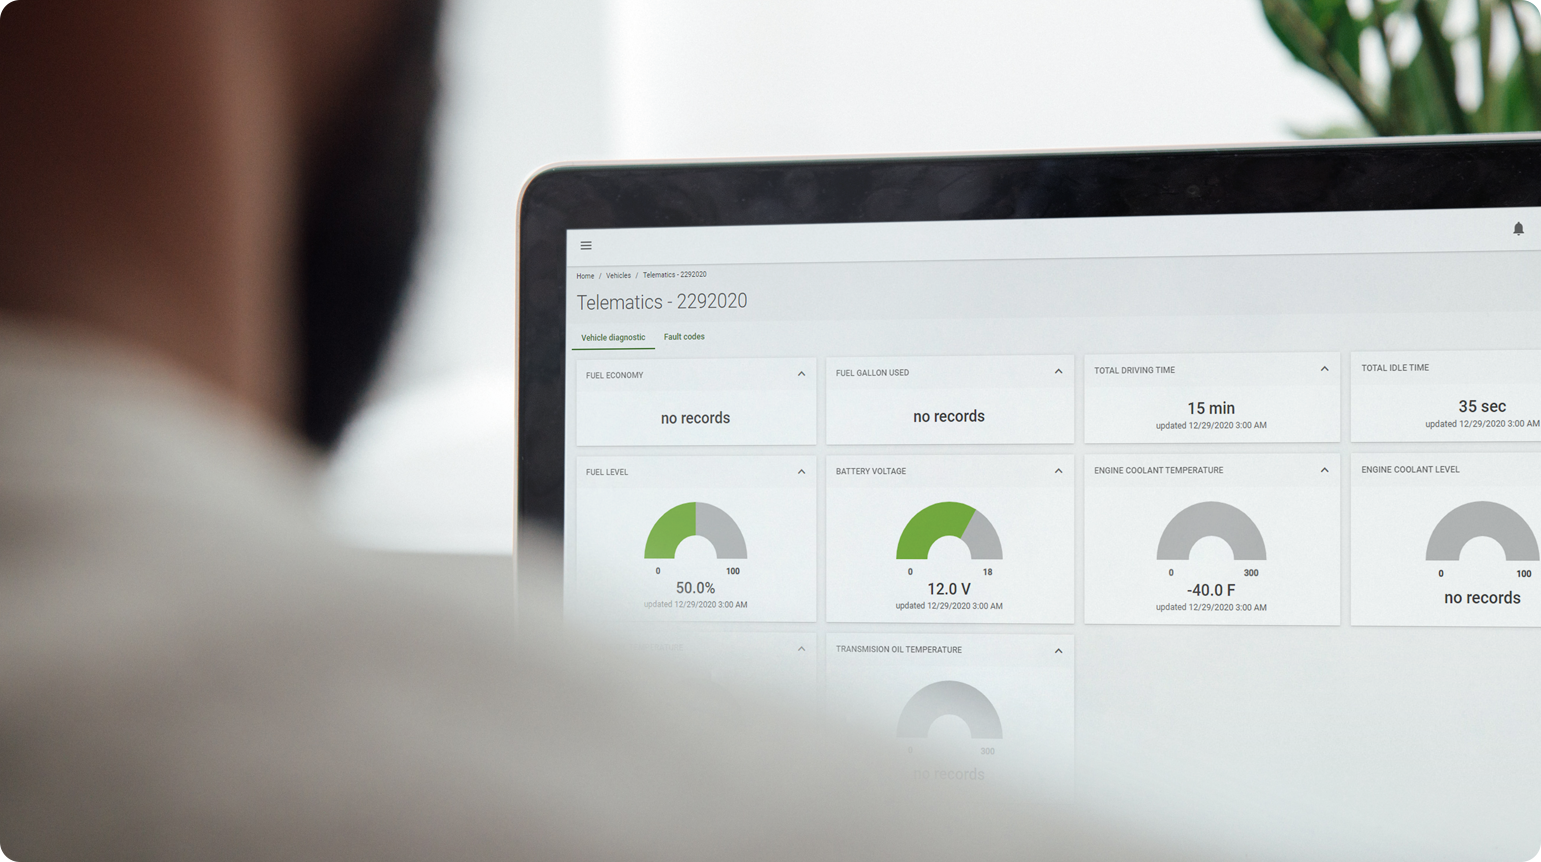 Home / Vehicles / Telematics - 2292020
Telematics - 2292020
Vehicle diagnostic Fault codes
FUEL ECONOMY
no records
FUEL GALLON USED
no records
TOTAL DRIVING TIME
15 min
updated 12/29/2020 3:00 AM
TOTAL IDLE TIME
35 sec
updated 12/29/2020 3:00 AM
FUEL LEVEL
0 100
50.0%
updated 12/29/2020 3:00 AM
BATTERY VOLTAGE
0 18
12.0 V
updated 12/29/2020 3:00 AM
ENGINE COOLANT TEMPERATURE
0 300
-40.0 F
updated 12/29/2020 3:00 AM
ENGINE COOLANT LEVEL
0 100
no records
TRANSMISION OIL TEMPERATURE
0 300
no records